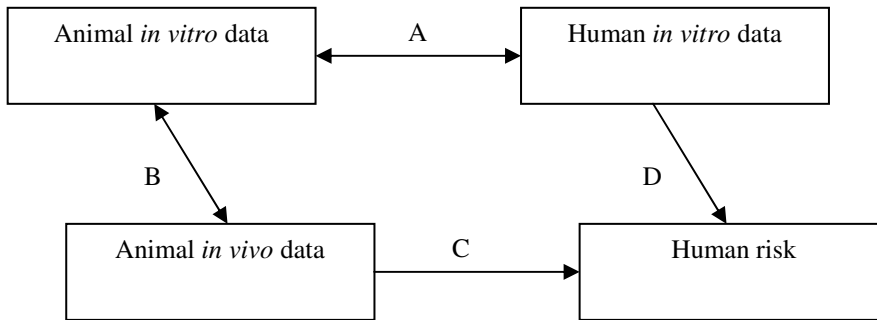 Animal in vitro data
A
Human in vitro data
B
D
Animal in vivo data
C
Human risk